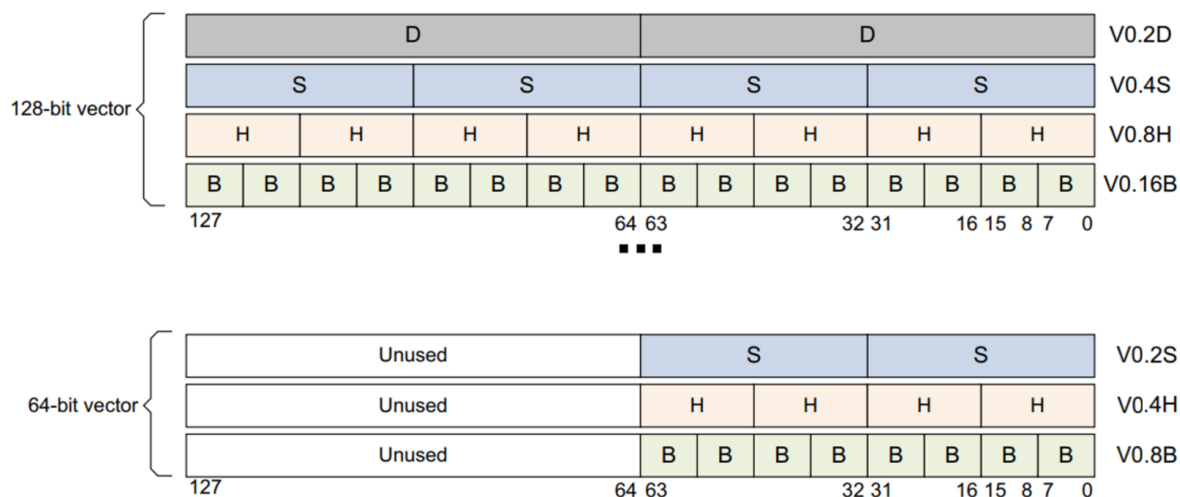 D D V0.2D
S S S S V0.4S
128-bit vector
H H H H H H H H V0.8H
B B B B B B B B B B B B B B B B V0.16B
127 64 63 32 31 16 15 8 7 0
...
Unused S S V0.2S
64-bit vector Unused H H H H V0.4H
Unused B B B B B B B B V0.8B
127 64 63 32 31 16 15 8 7 0